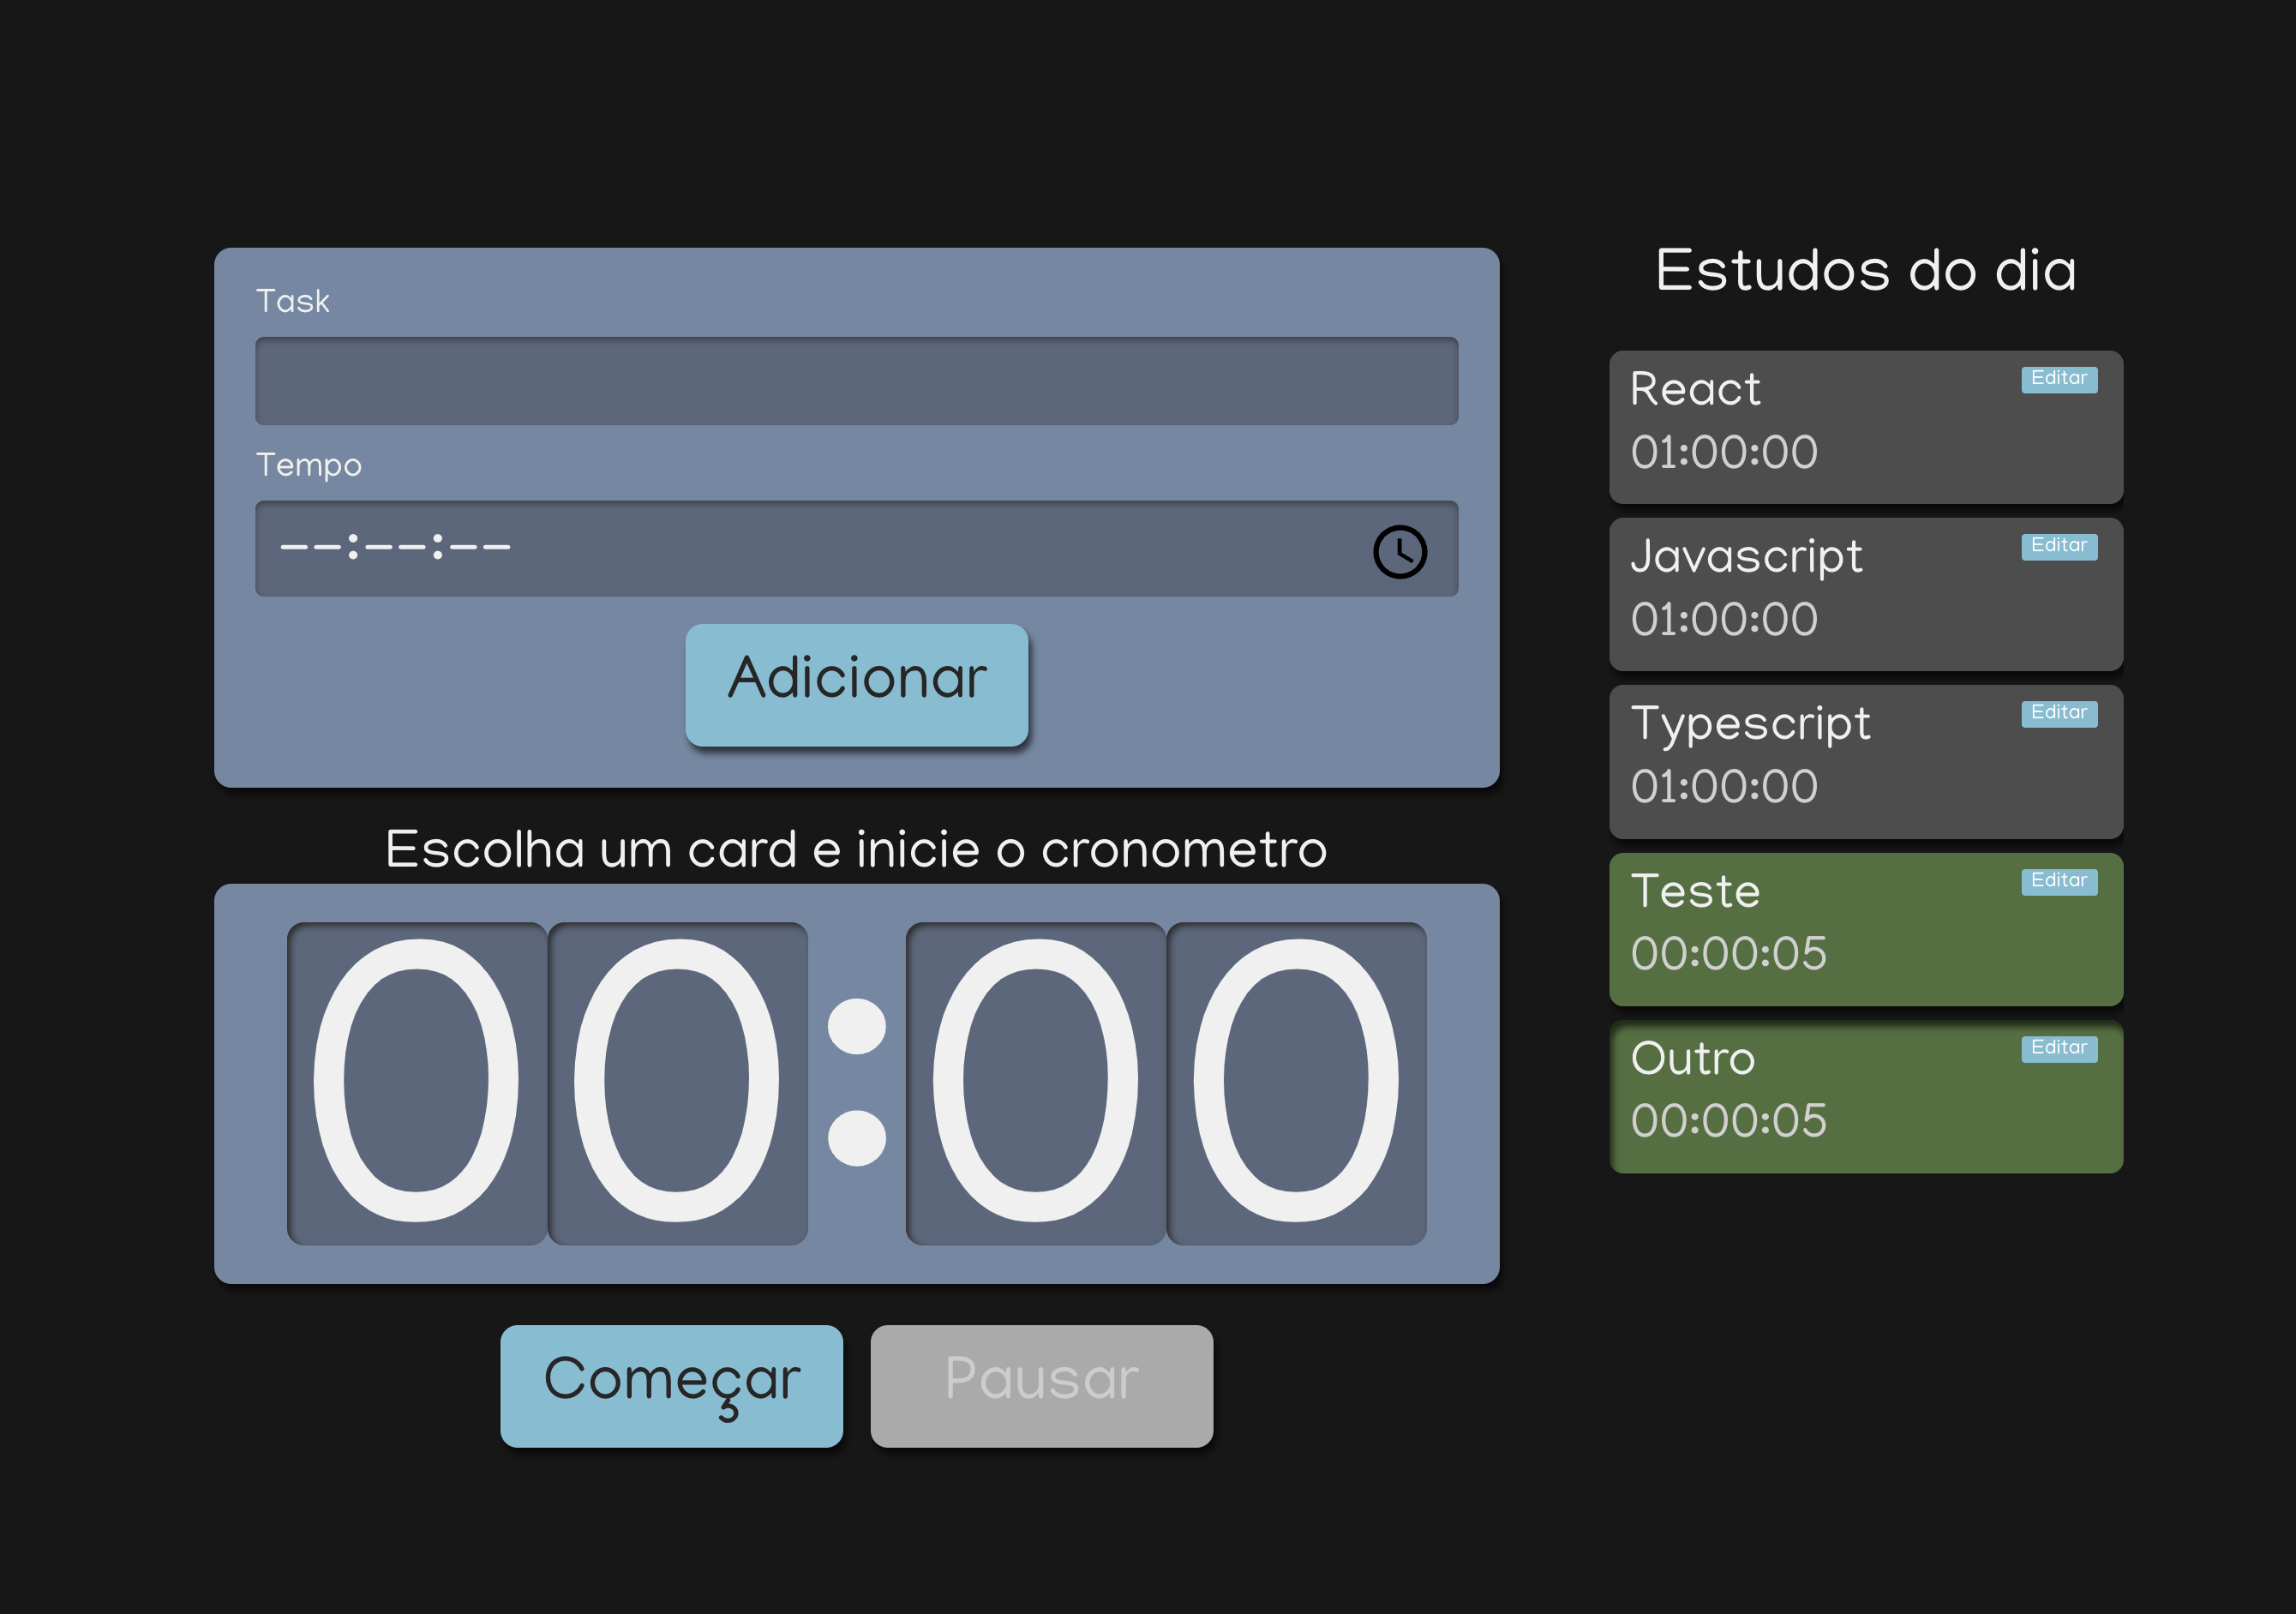 Task
Tempo
--:--:--
Adicionar
Escolha um card e inicie o cronometro
00:00
Começar
Pausar
Estudos do dia
React
Editar
01:00:00
Javascript
Editar
01:00:00
Typescript
Editar
01:00:00
Teste
Editar
00:00:05
Outro
Editar
00:00:05